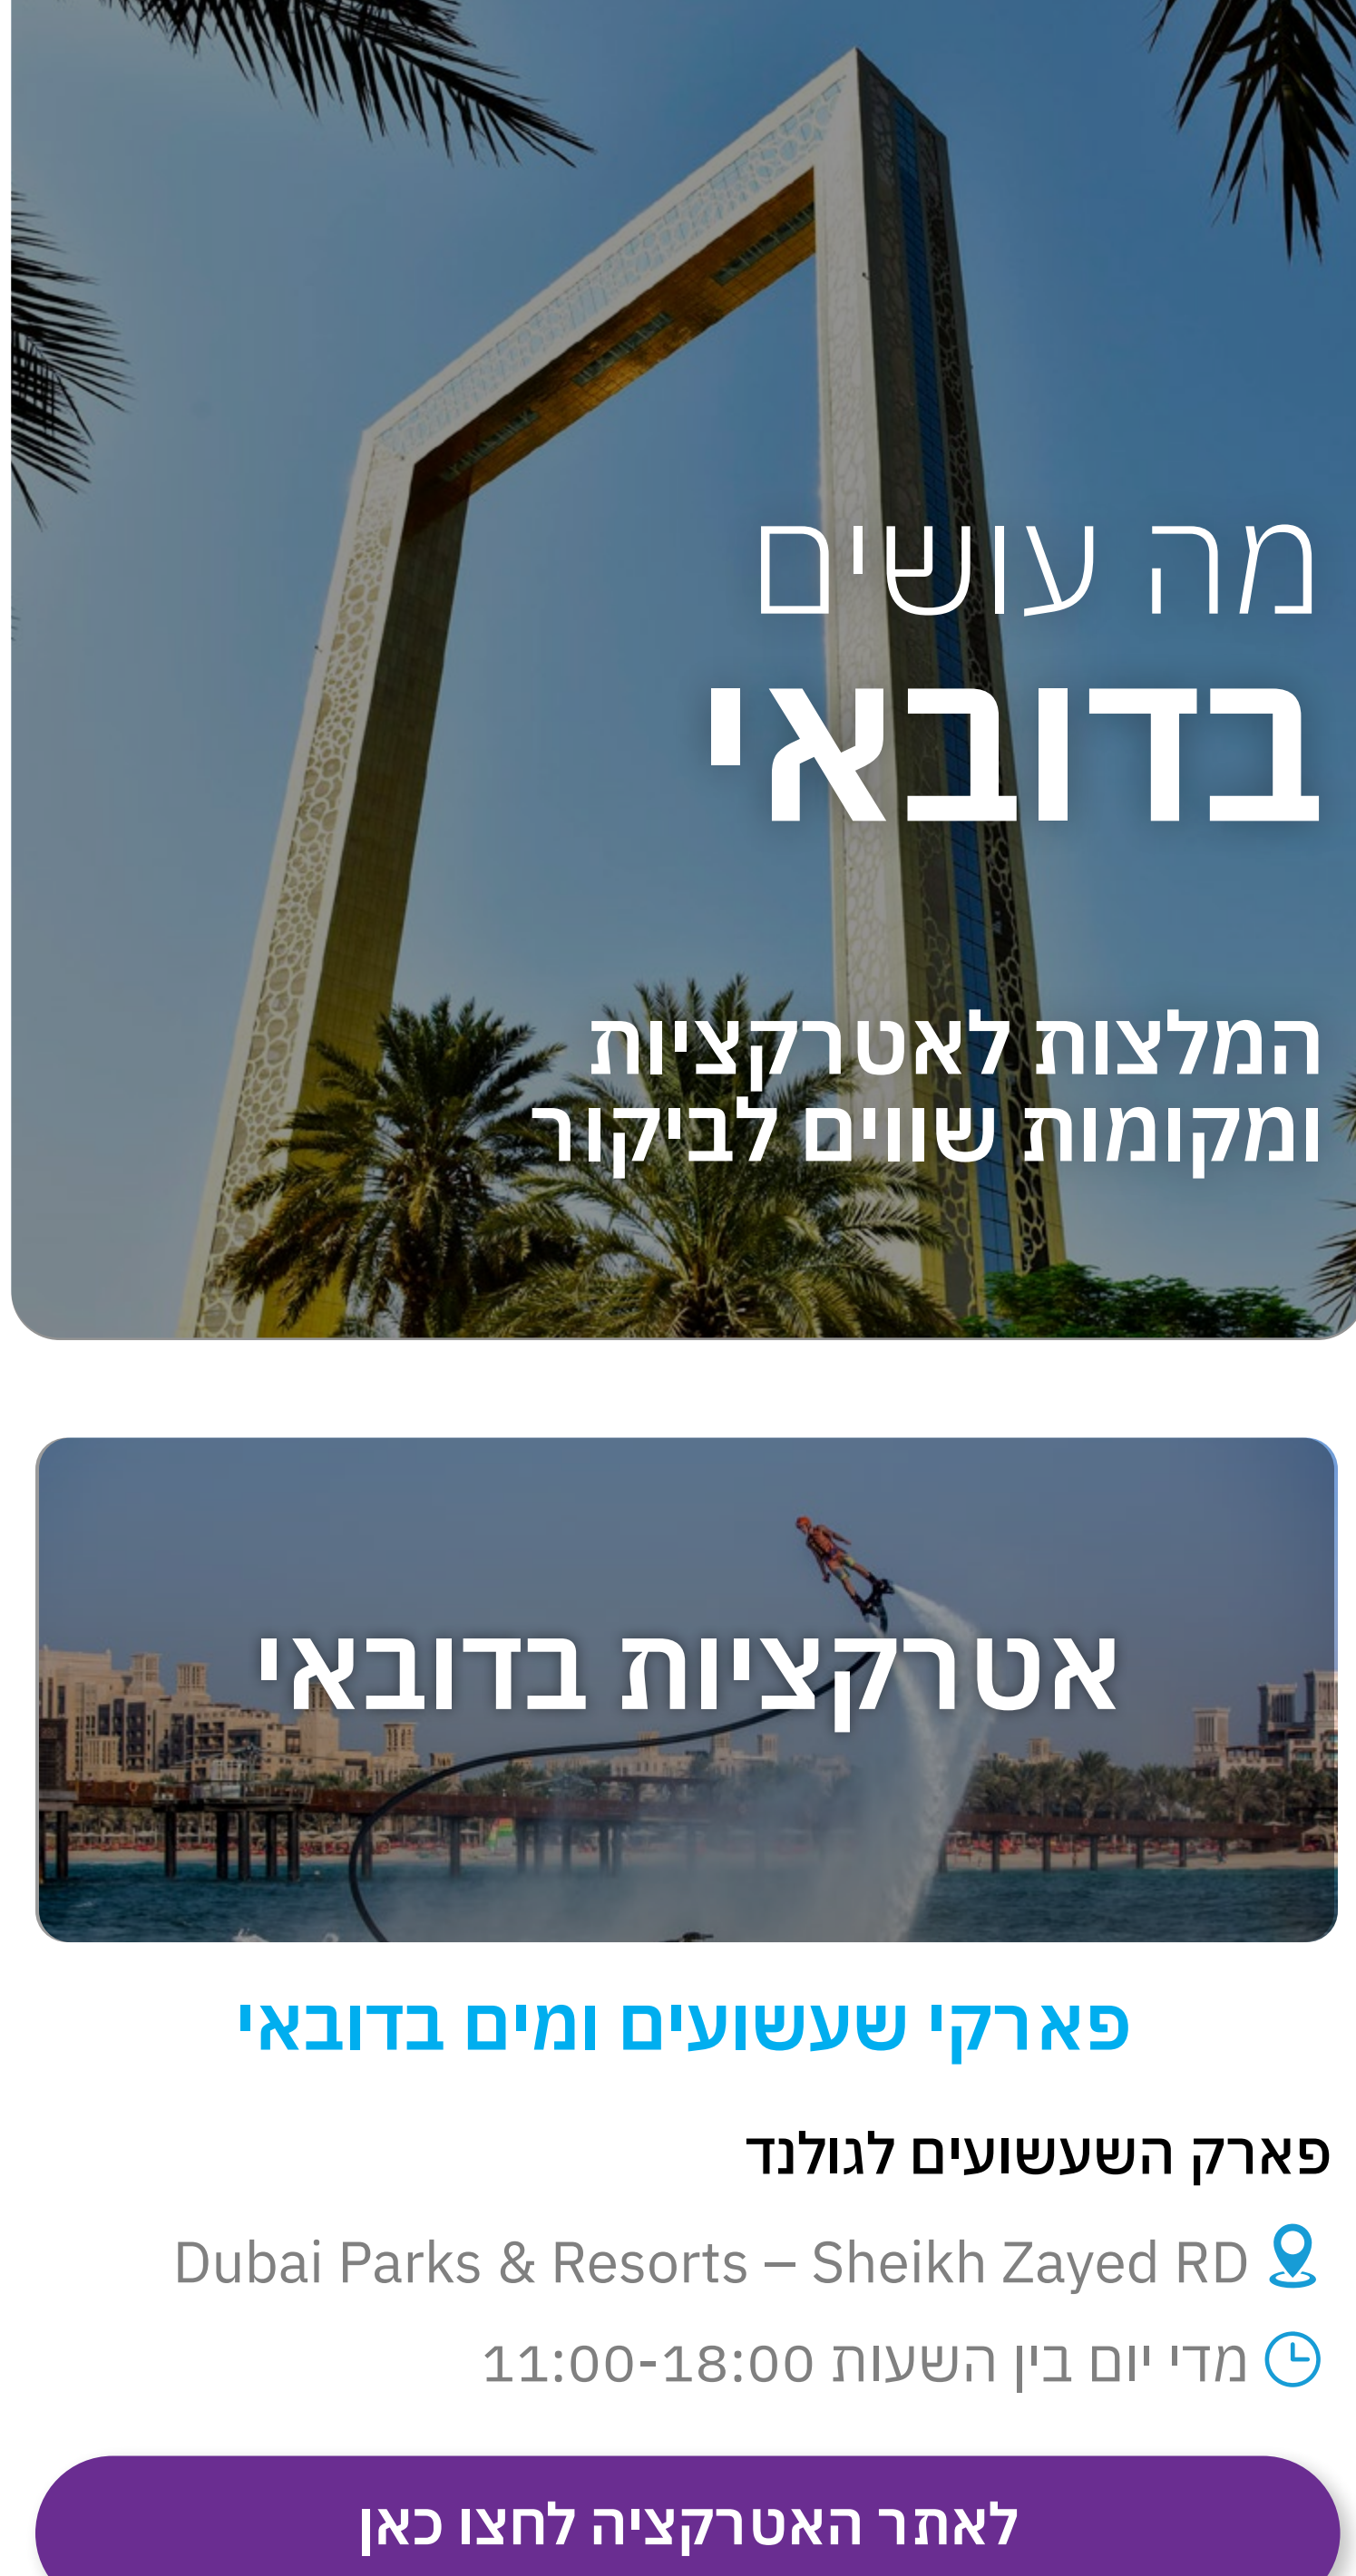 מה עושים
בדובאי
המלצות לאטרקציות
ומקומות שווים לביקור
אטרקציות בדובאי
פארקי שעשועים ומים בדובאי
פארק השעשועים לגולנד
Dubai Parks & Resorts – Sheikh Zayed RD
מדי יום בין השעות 11:00-18:00
לאתר האטרקציה לחצו כאן